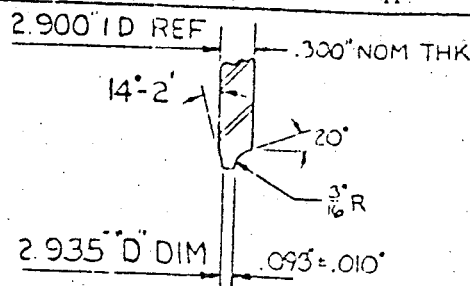 2.900" ID REF
.300" NOM THK
14°-2'
20°
3/16" R
2.935 "D" DIM
.093" ± .010"